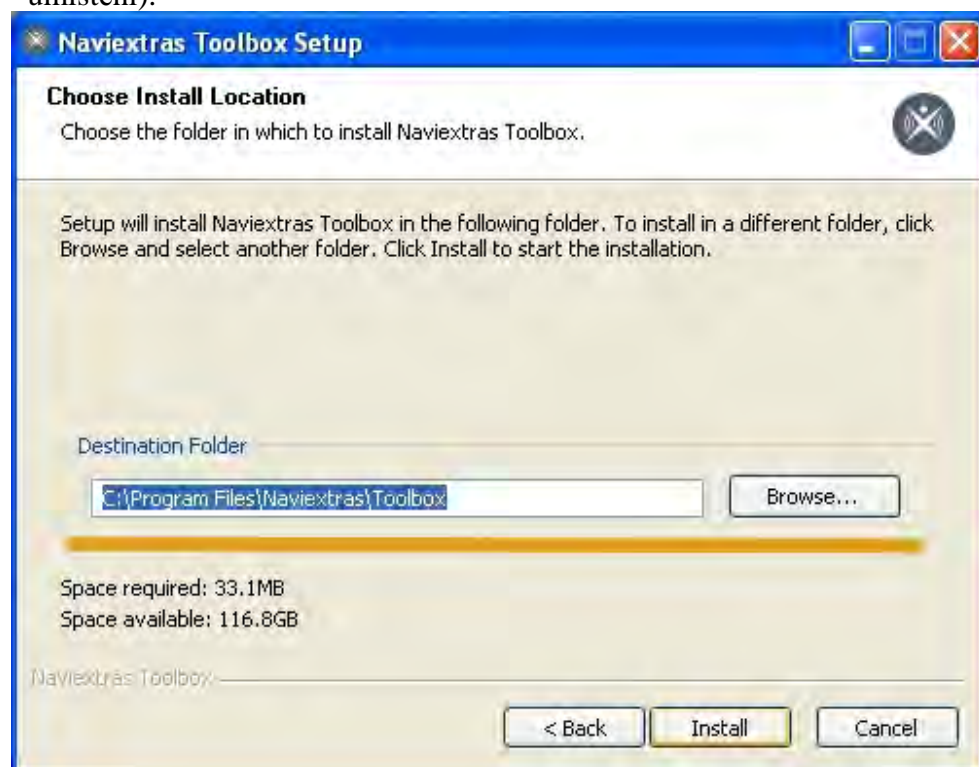 umístění).
Naviextras Toolbox Setup
Choose Install Location
Choose the folder in which to install Naviextras Toolbox.
Setup will install Naviextras Toolbox in the following folder. To install in a different folder, click
Browse and select another folder. Click Install to start the installation.
Destination Folder
C:\Program Files\Naviextras\Toolbox
Browse...
Space required: 33.1MB
Space available: 116.8GB
Naviextras Toolbox
< Back
Install
Cancel